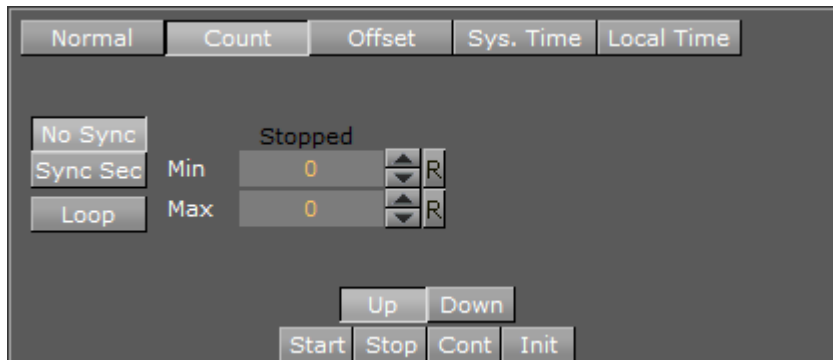 Normal Count Offset Sys. Time Local Time
No Sync Stopped
Sync Sec Min 0 R
Loop Max 0 R
Up Down
Start Stop Cont Init